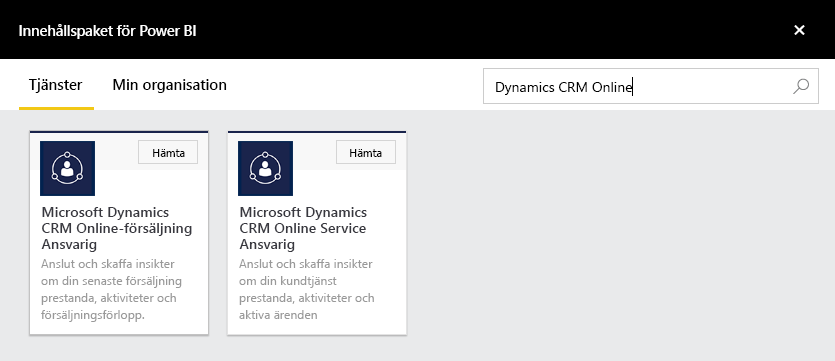 Innehållspaket för Power BI
Tjänster
Min organisation
Dynamics CRM Online
Hämta
Microsoft Dynamics
CRM Online-försäljning
Ansvarig
Anslut och skaffa insikter
om din senaste försäljning
prestanda, aktiviteter och
försäljningsförlopp.
Hämta
Microsoft Dynamics
CRM Online Service
Ansvarig
Anslut och skaffa insikter
om din kundtjänst
prestanda, aktiviteter och
aktiva ärenden